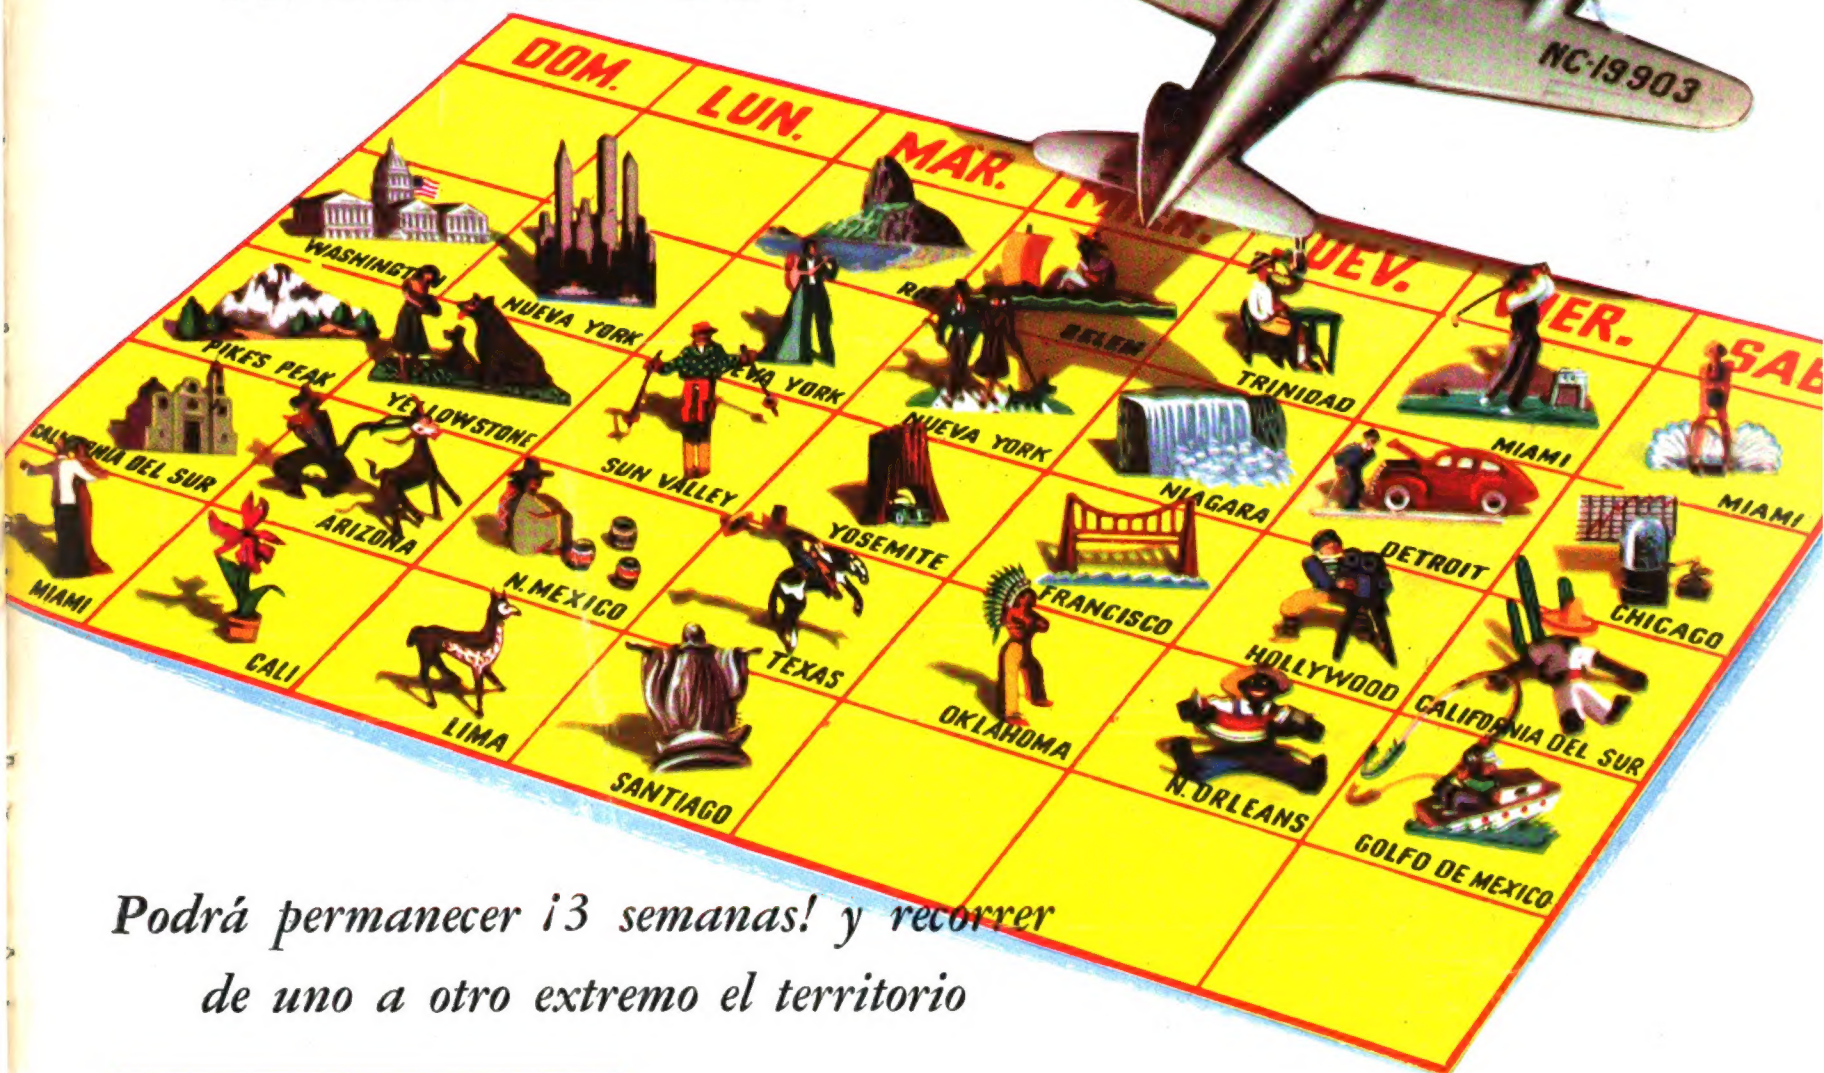 NC-19903
DOM. LUN. MAR. MIER. JUEV. VIER. SAB
BELEM TRINIDAD MIAMI MIAMI
WASHINGTON NUEVA YORK NUEVA YORK NUEVA YORK NIAGARA DETROIT CHICAGO
PIKE'S PEAK YELLOWSTONE SUN VALLEY YOSEMITE FRANCISCO HOLLYWOOD CALIFORNIA DEL SUR
CALIFORNIA DEL SUR ARIZONA N. MEXICO TEXAS OKLAHOMA N. ORLEANS GOLFO DE MEXICO
MIAMI CALI LIMA SANTIAGO
Podrá permanecer ¡3 semanas! y recorrer
de uno a otro extremo el territorio